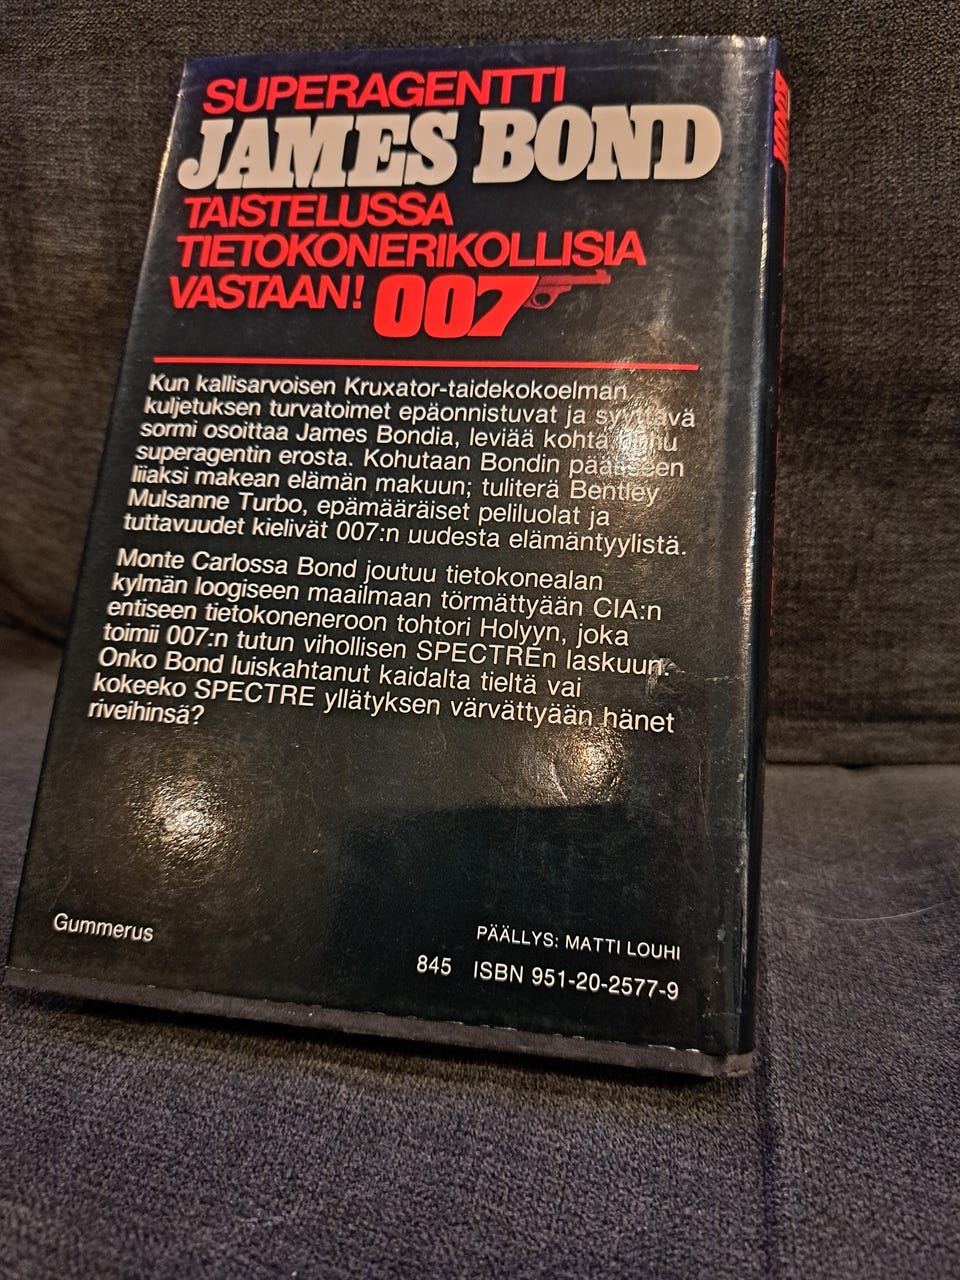 SUPERAGENTTI
JAMES BOND
TAISTELUSSA
TIETOKONERIKOLLISIA
VASTAAN! 007
Kun kallisarvoisen Kruxator-taidekokoelman
kuljetuksen turvatoimet epäonnistuvat ja syyttävä
sormi osoittaa James Bondia, leviää kohta
superagentin erosta. Kohutaan Bondin päässeen
liiaksi makean elämän makuun; tuliterä Bentley
Mulsanne Turbo, epämääräiset peliluolat ja
tuttavuudet kielivät 007:n uudesta elämäntyylistä.
Monte Carlossa Bond joutuu tietokonealan
kylmän loogiseen maailmaan törmättyään CIA:n
entiseen tietokoneneroon tohtori Holyyn, joka
toimii 007:n tutun vihollisen SPECTREn laskuun.
Onko Bond luiskahtanut kaidalta tieltä vai
kokeeko SPECTRE yllätyksen värvättyään hänet
riveihinsä?
Gummerus
PÄÄLLYS: MATTI LOUHI
845 ISBN 951-20-2577-9